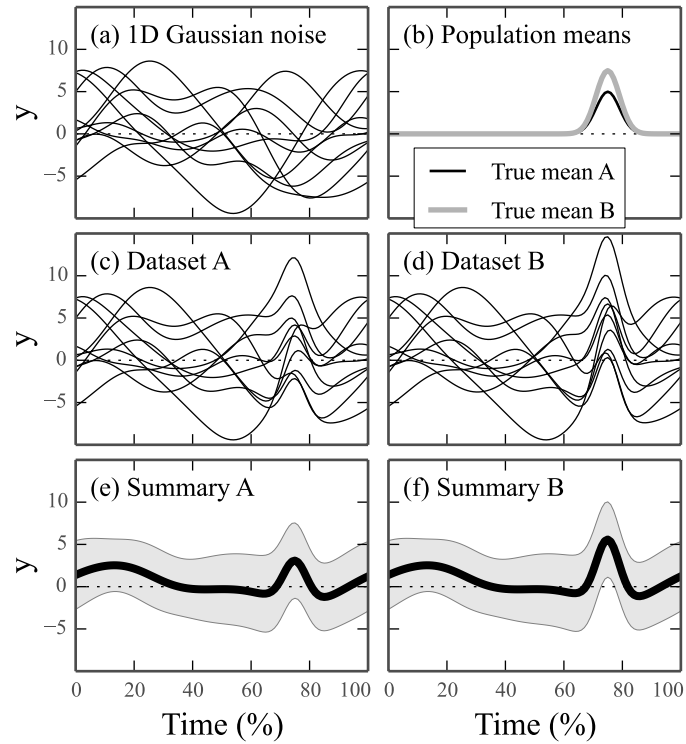 (a) 1D Gaussian noise
(b) Population means
10
5
0
−5
y
True mean A
True mean B
(c) Dataset A
(d) Dataset B
10
5
0
−5
y
(e) Summary A
(f) Summary B
10
5
0
−5
y
0 20 40 60 80 100
0 20 40 60 80 100
Time (%)
Time (%)